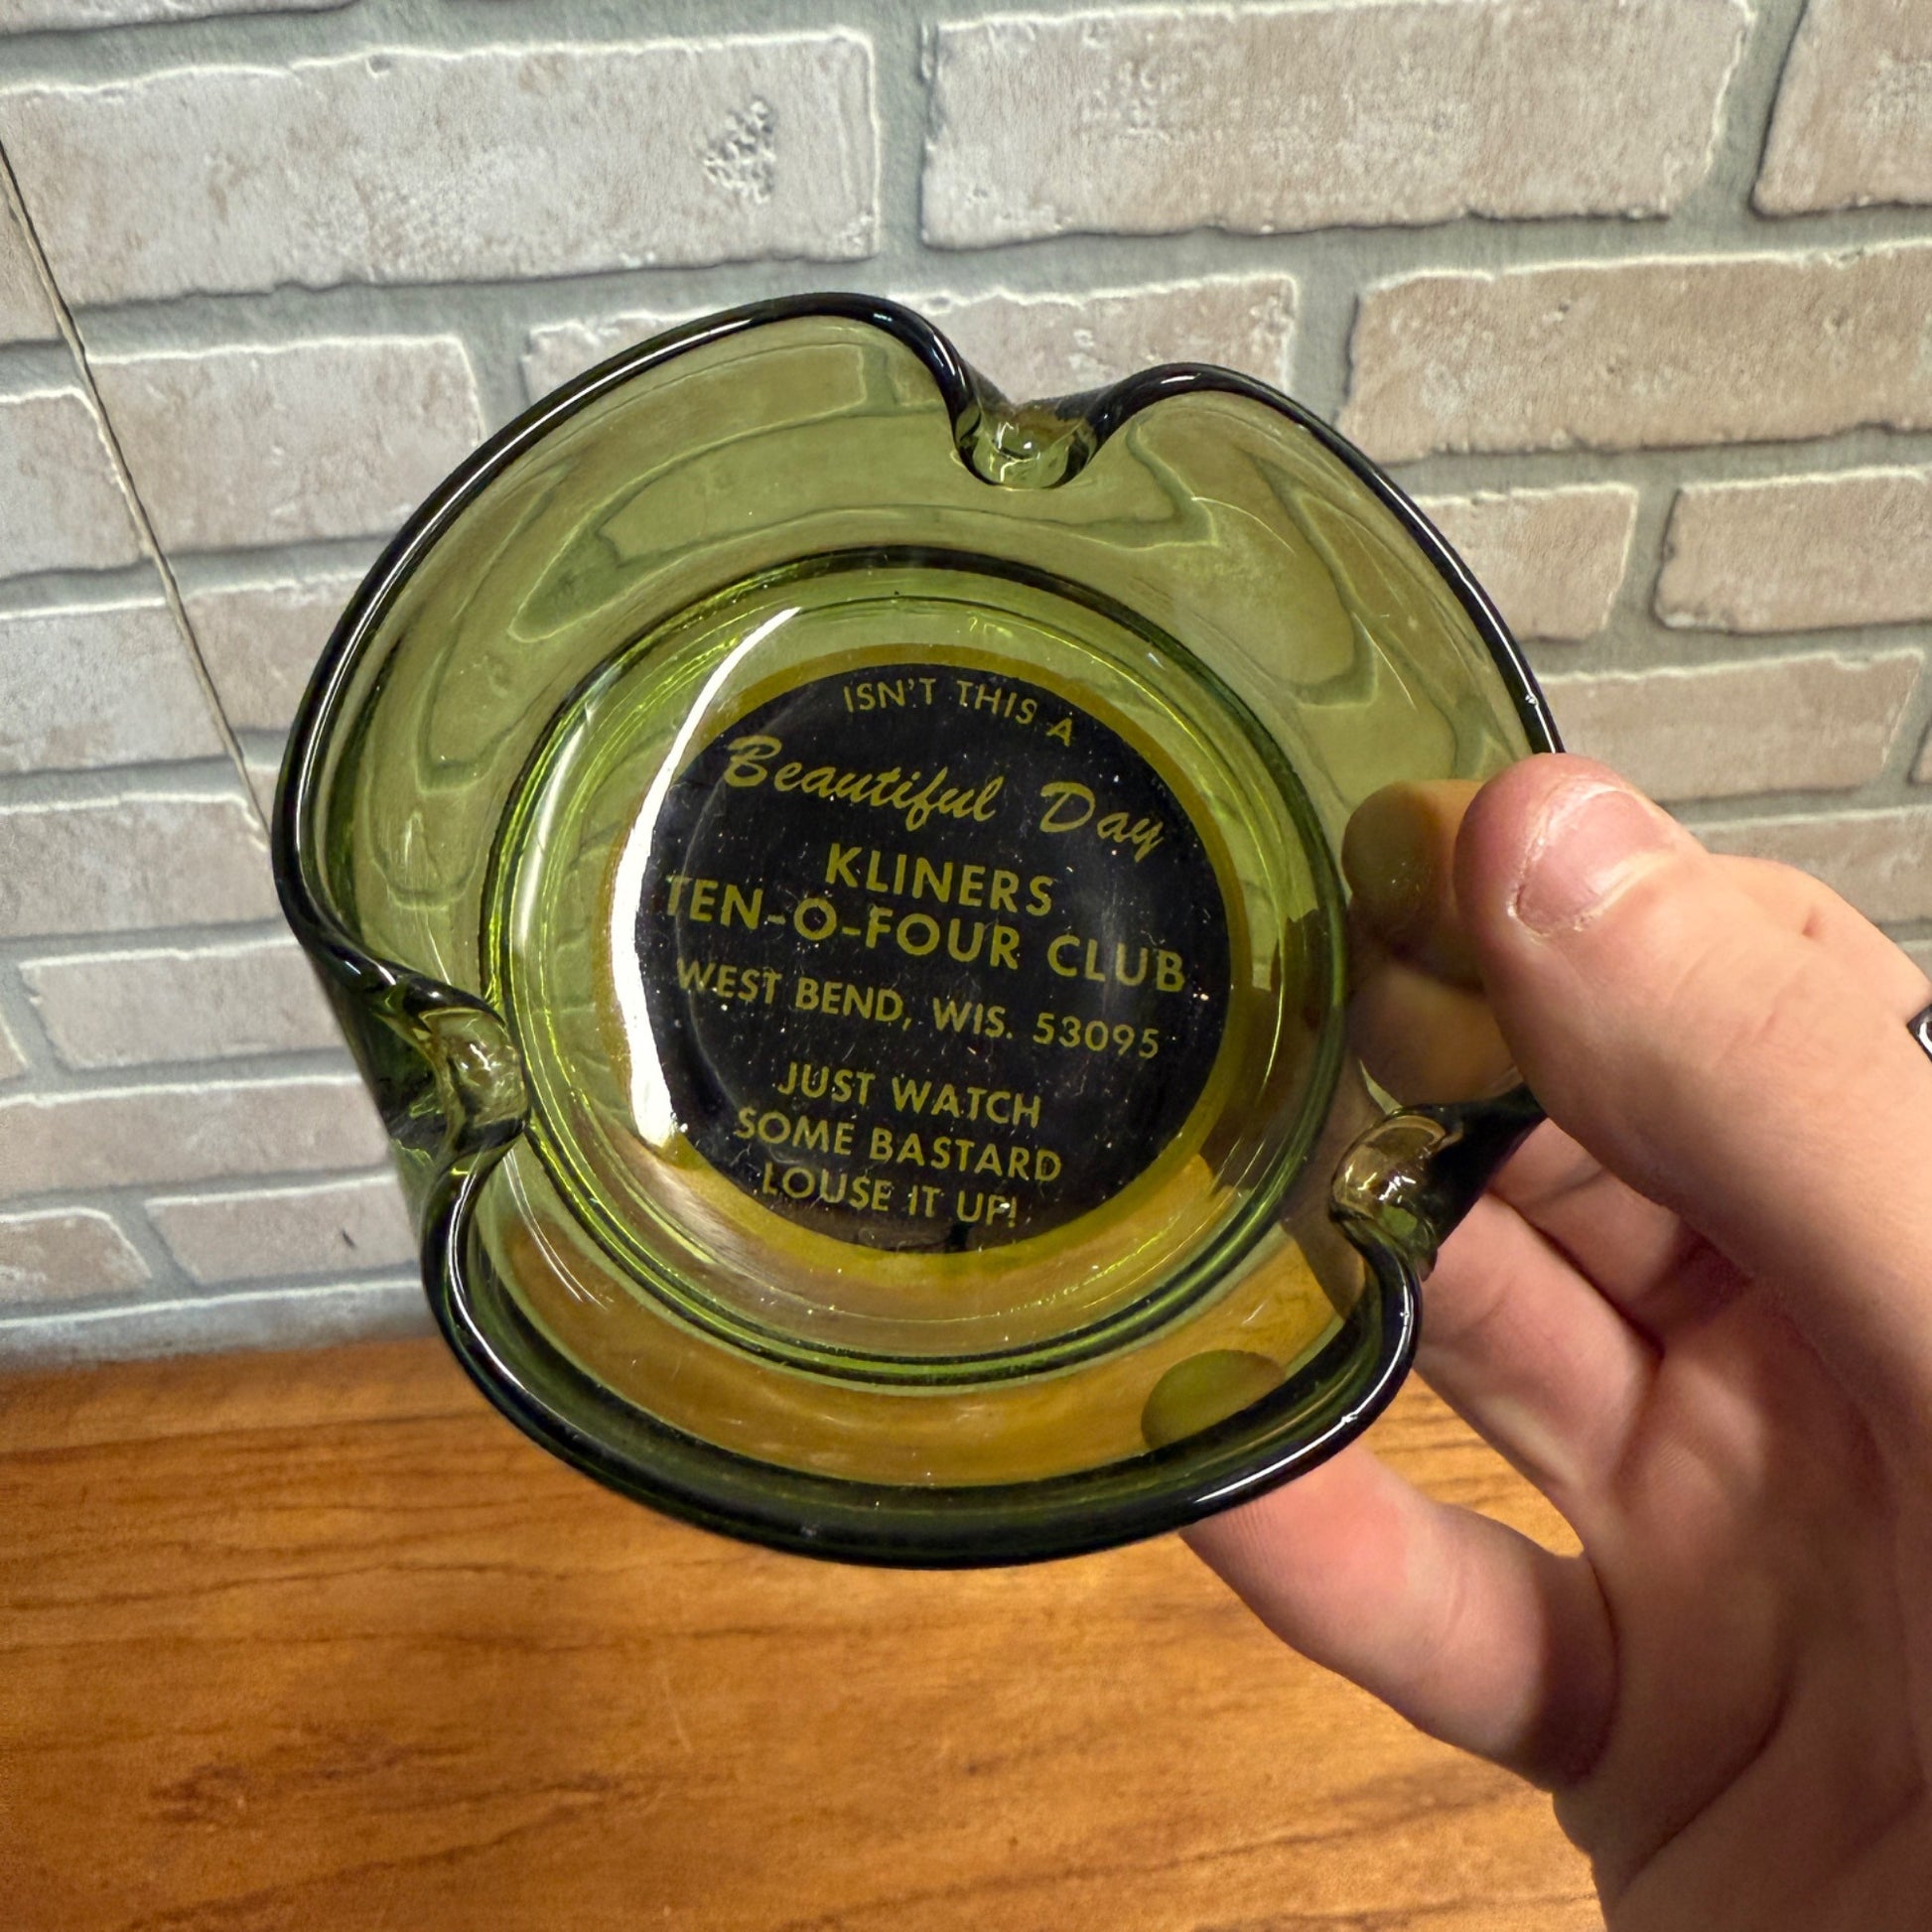 ISN'T THIS A
Beautiful Day
KLINERS
TEN-O-FOUR CLUB
WEST BEND, WIS. 53095
JUST WATCH
SOME BASTARD
LOUSE IT UP!